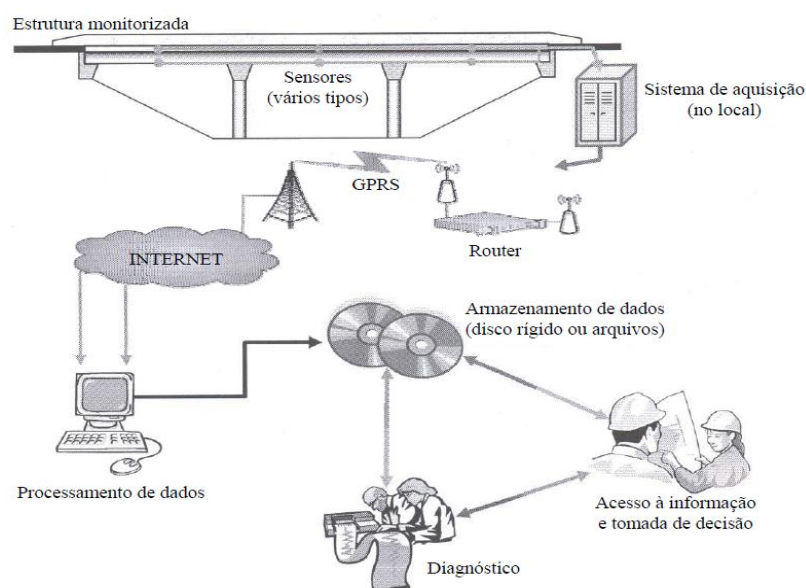 Estrutura monitorizada
Sensores
(vários tipos)
Sistema de aquisição
(no local)
GPRS
Router
INTERNET
Armazenamento de dados
(disco rígido ou arquivos)
Processamento de dados
Acesso à informação
e tomada de decisão
Diagnóstico